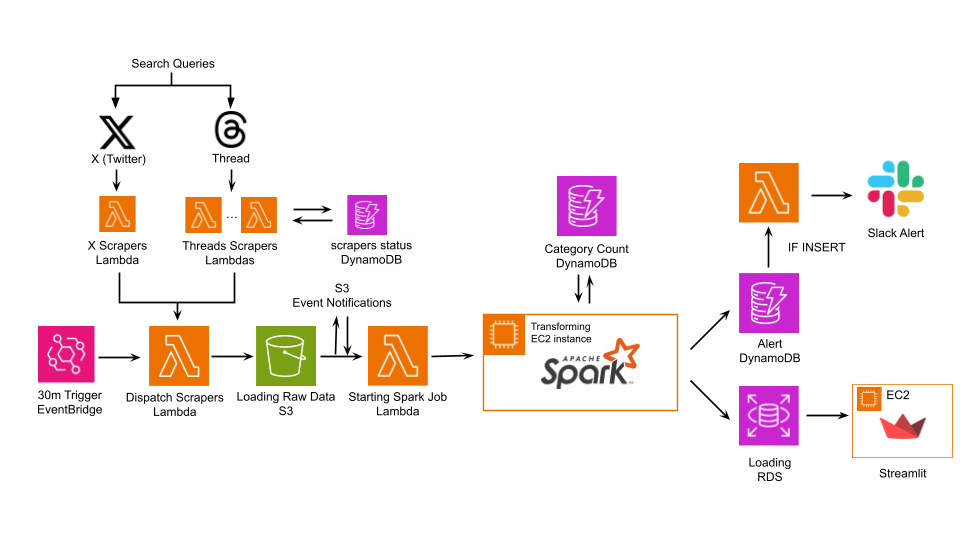 Search Queries
X (Twitter)
Thread
...
X Scrapers
Lambda
Threads Scrapers
Lambdas
scrapers status
DynamoDB
S3
Event Notifications
30m Trigger
EventBridge
Dispatch Scrapers
Lambda
Loading Raw Data
S3
Starting Spark Job
Lambda
Category Count
DynamoDB
Transforming
EC2 instance
APACHE
Spark
Slack Alert
IF INSERT
Alert
DynamoDB
Loading
RDS
EC2
Streamlit